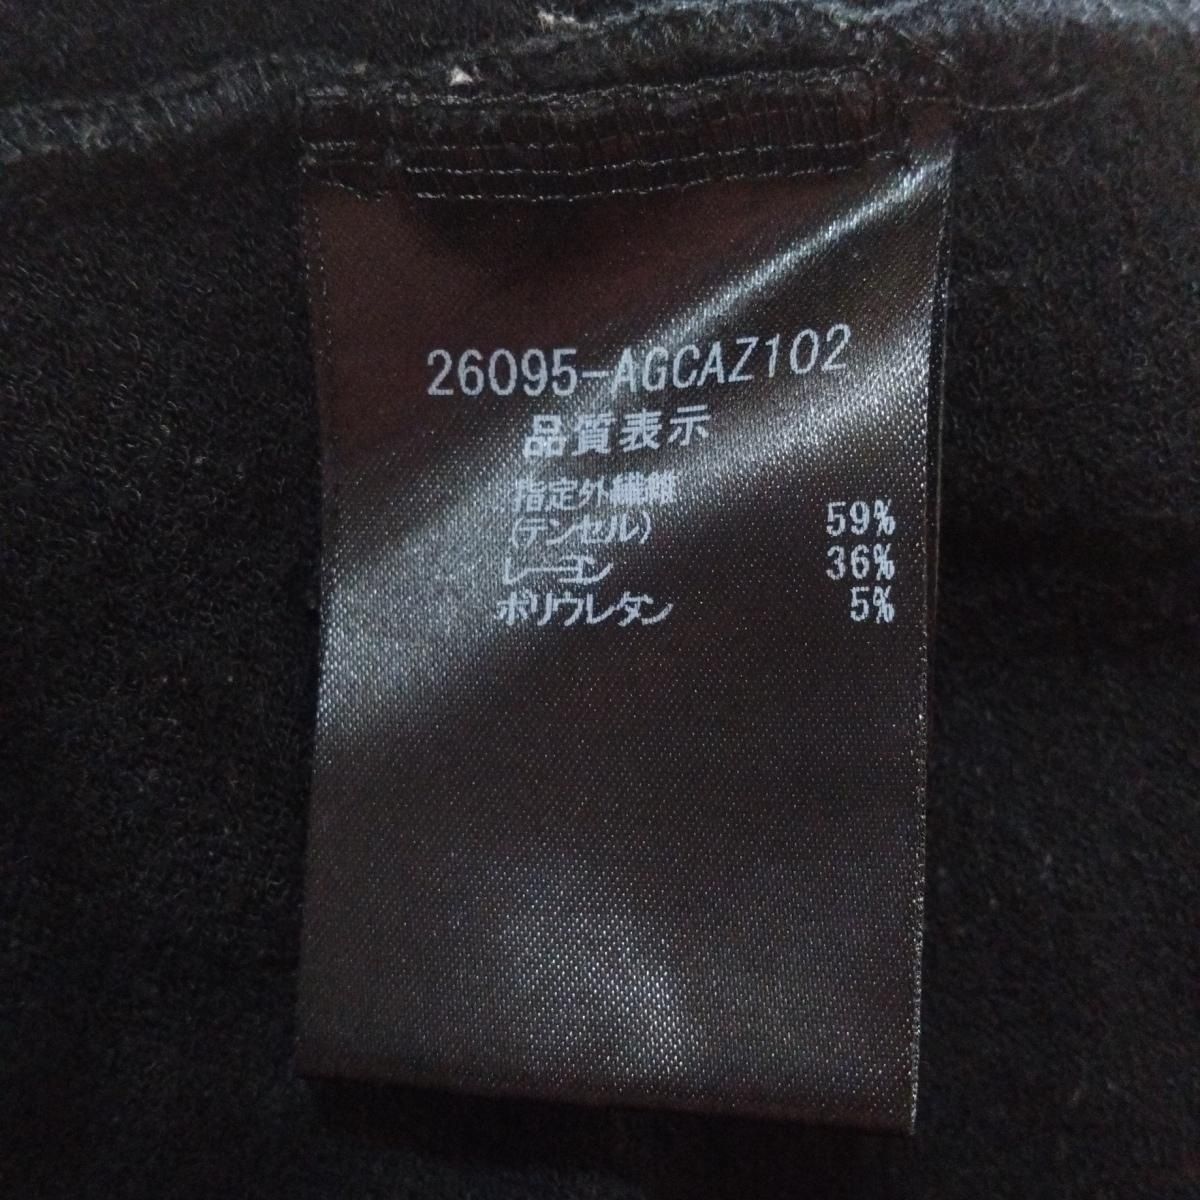 26095-AGCAZ102
品質表示
指定外繊維
(テンセル) 59%
レーヨン 36%
ポリウレタン 5%